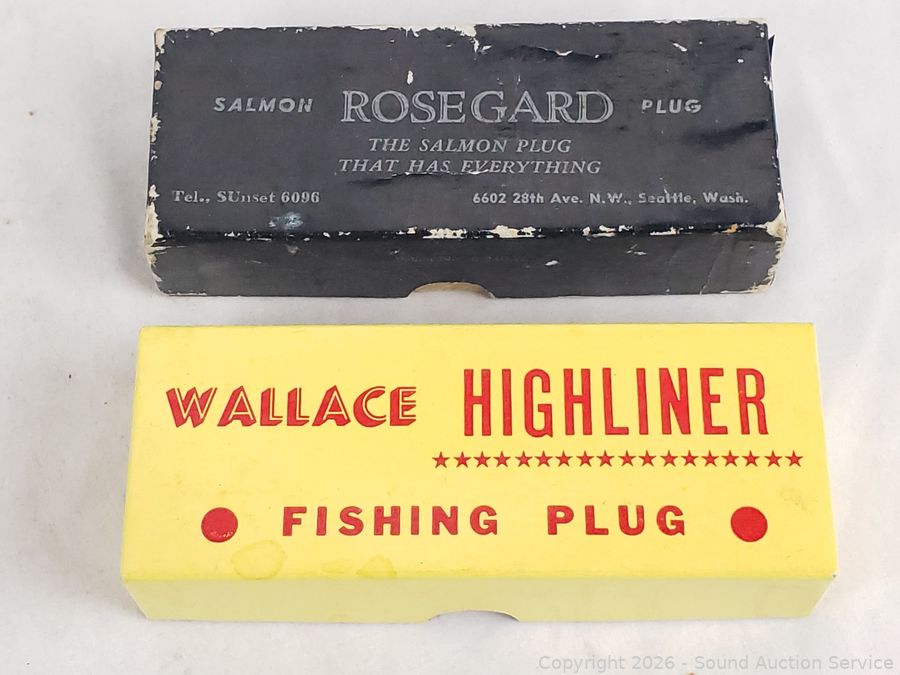 SALMON ROSEGARD PLUG
THE SALMON PLUG
THAT HAS EVERYTHING
Tel., SUnset 6096 6602 28th Ave. N.W., Seattle, Wash.
WALLACE HIGHLINER
★★★★★★★★★★★★★★★★★
● FISHING PLUG ●
Copyright © 2026 - Sound Auction Service